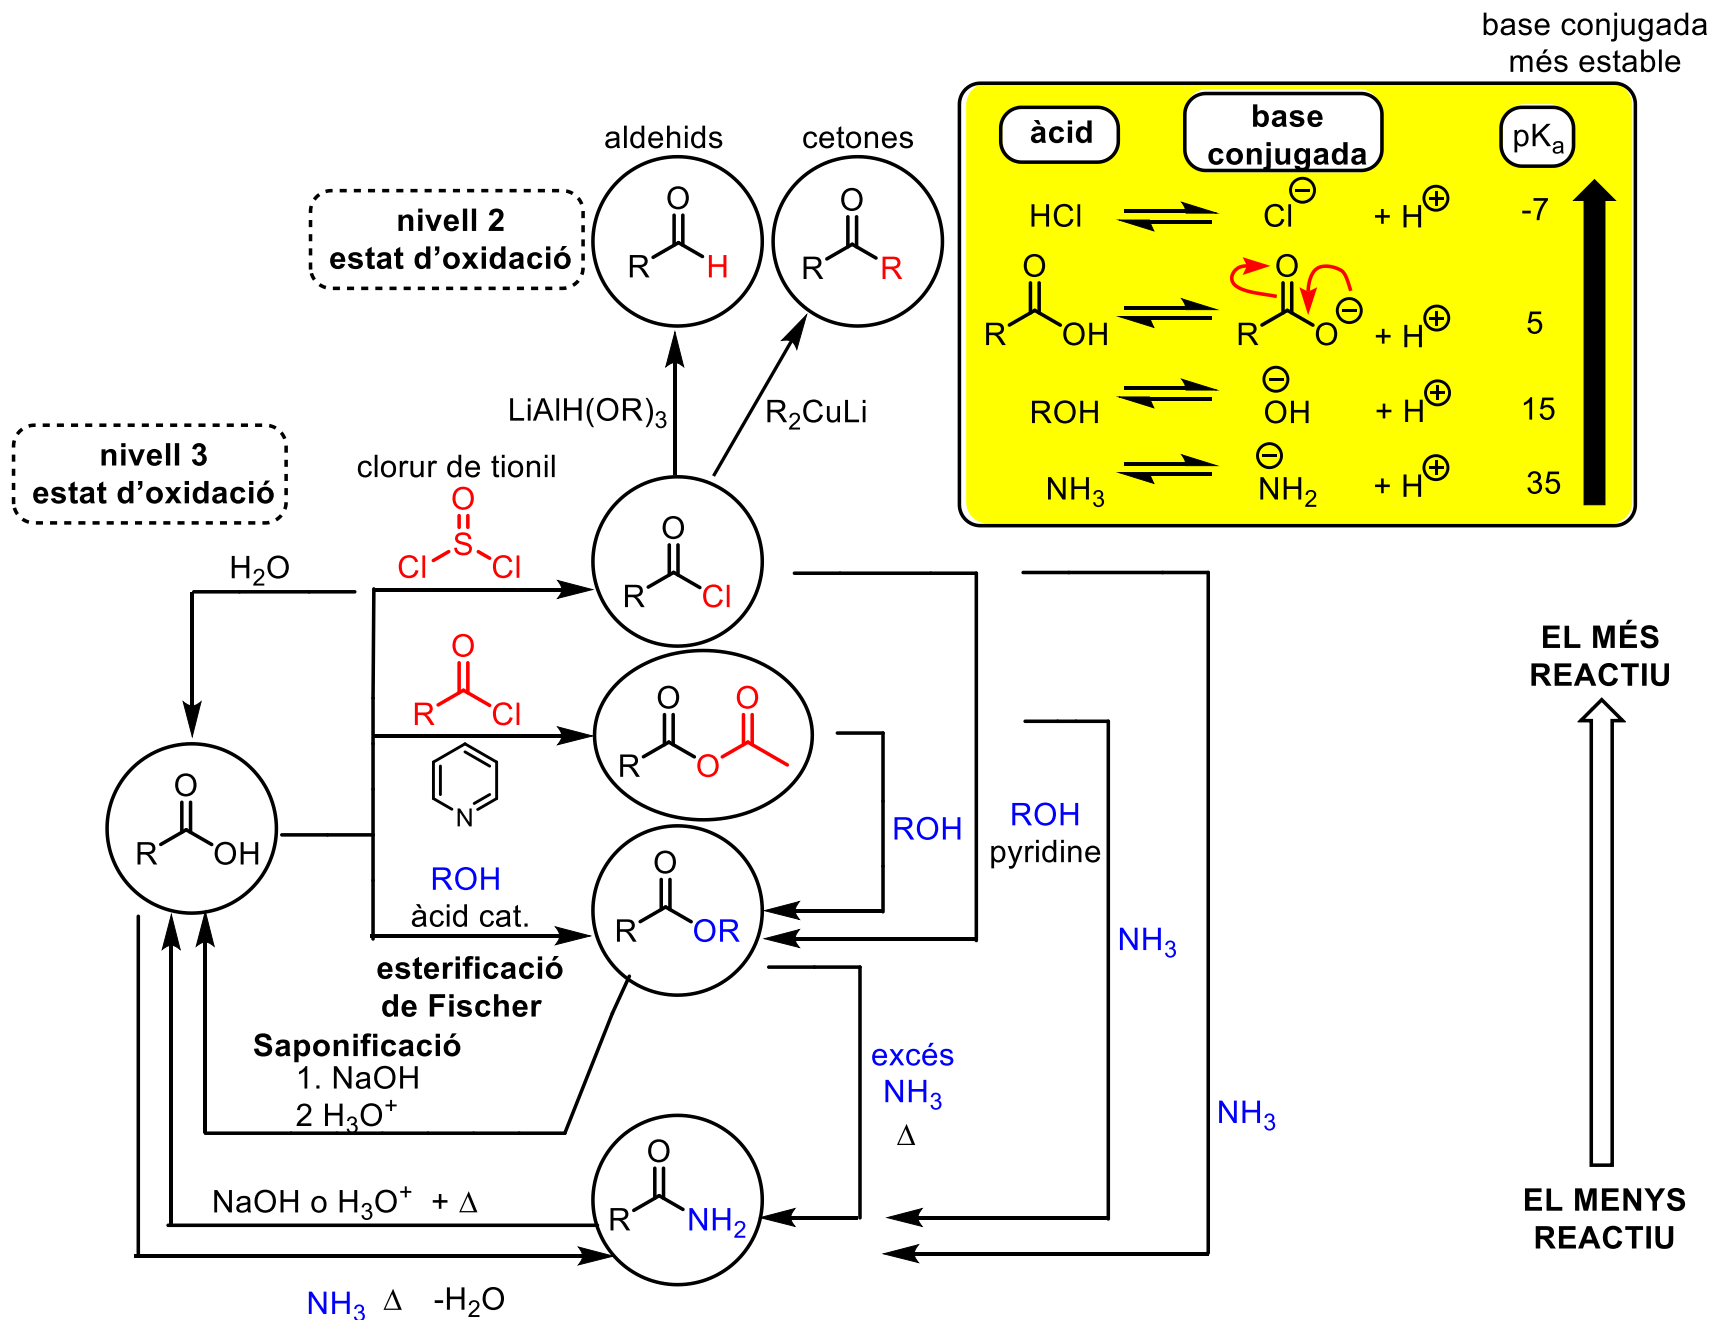 base conjugada
més estable
àcid
base
conjugada
pKa
HCl
Cl⊖
+ H⊕
-7
O
R
OH
O
R
O⊖
+ H⊕
5
ROH
⊖
OH
+ H⊕
15
NH3
⊖
NH2
+ H⊕
35
aldehids
cetones
O
R
H
O
R
R
nivell 2
estat d’oxidació
LiAlH(OR)3
R2CuLi
nivell 3
estat d’oxidació
clorur de tionil
O
S
Cl
Cl
H2O
O
R
Cl
O
R
Cl
N
O
O
R
O
O
R
OH
ROH
àcid cat.
esterificació
de Fischer
O
R
OR
ROH
ROH
pyridine
NH3
NH3
Saponificació
1. NaOH
2 H3O+
excés
NH3
Δ
O
R
NH2
NaOH o H3O+ + Δ
NH3 Δ -H2O
EL MÉS
REACTIU
EL MENYS
REACTIU